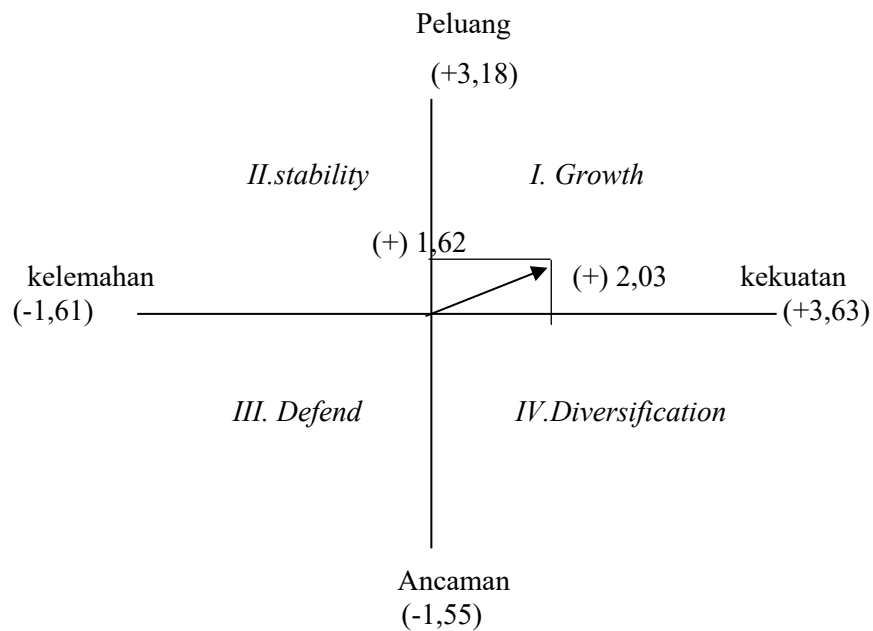 Peluang
(+3,18)
II.stability
I. Growth
(+) 1,62
kelemahan
(-1,61)
(+) 2,03
kekuatan
(+3,63)
III. Defend
IV.Diversification
Ancaman
(-1,55)